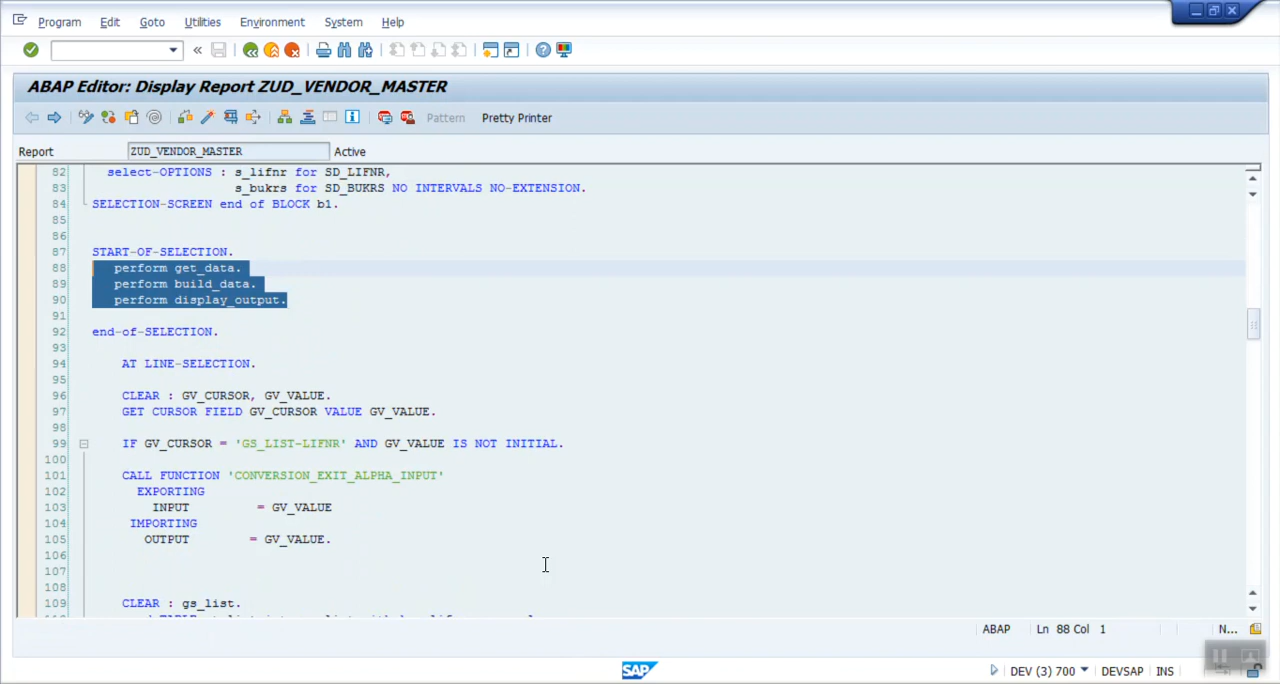 Program Edit Goto Utilities Environment System Help
ABAP Editor: Display Report ZUD_VENDOR_MASTER
Pattern Pretty Printer
Report ZUD_VENDOR_MASTER Active
82 select-OPTIONS : s_lifnr for SD_LIFNR,
83 s_bukrs for SD_BUKRS NO INTERVALS NO-EXTENSION.
84 SELECTION-SCREEN end of BLOCK b1.
85
86
87 START-OF-SELECTION.
88 perform get_data.
89 perform build_data.
90 perform display_output.
91
92 end-of-SELECTION.
93
94 AT LINE-SELECTION.
95
96 CLEAR : GV_CURSOR, GV_VALUE.
97 GET CURSOR FIELD GV_CURSOR VALUE GV_VALUE.
98
99 IF GV_CURSOR = 'GS_LIST-LIFNR' AND GV_VALUE IS NOT INITIAL.
100
101 CALL FUNCTION 'CONVERSION_EXIT_ALPHA_INPUT'
102 EXPORTING
103 INPUT = GV_VALUE
104 IMPORTING
105 OUTPUT = GV_VALUE.
106
107
108
109 CLEAR : gs_list.
ABAP Ln 88 Col 1 N...
SAP DEV (3) 700 DEVSAP INS